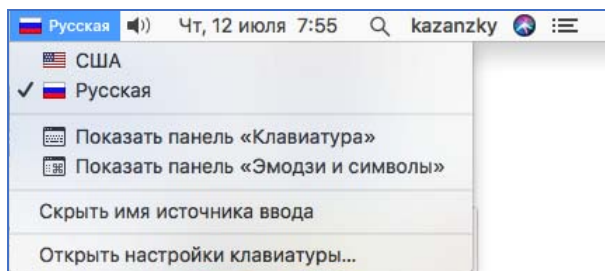 Русская Чт, 12 июля 7:55 kazanzky
США
Русская
Показать панель «Клавиатура»
Показать панель «Эмодзи и символы»
Скрыть имя источника ввода
Открыть настройки клавиатуры...